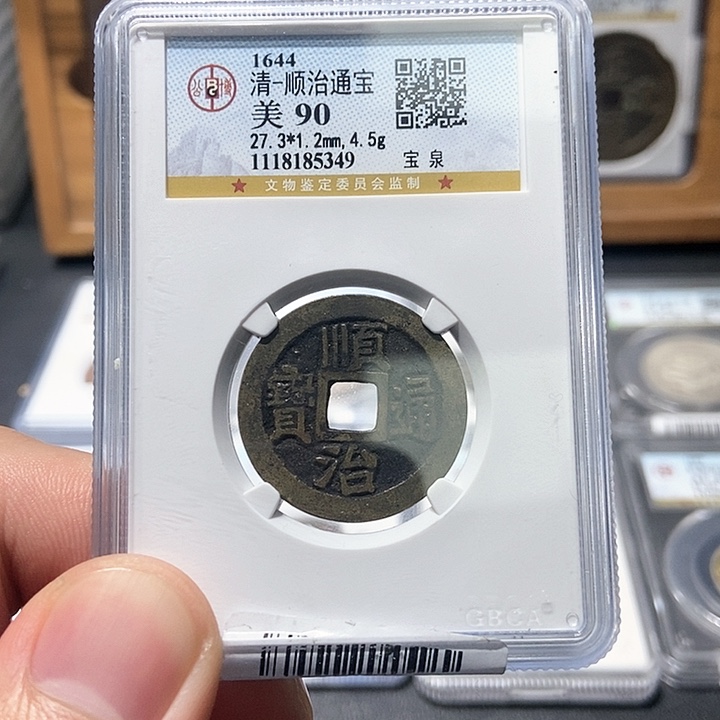 1644
清-顺治通宝
美 90
27.3*1.2mm,4.5g
1118185349 宝泉
★ 文物鉴定委员会监制 ★
順
寶 通
治
GBCA